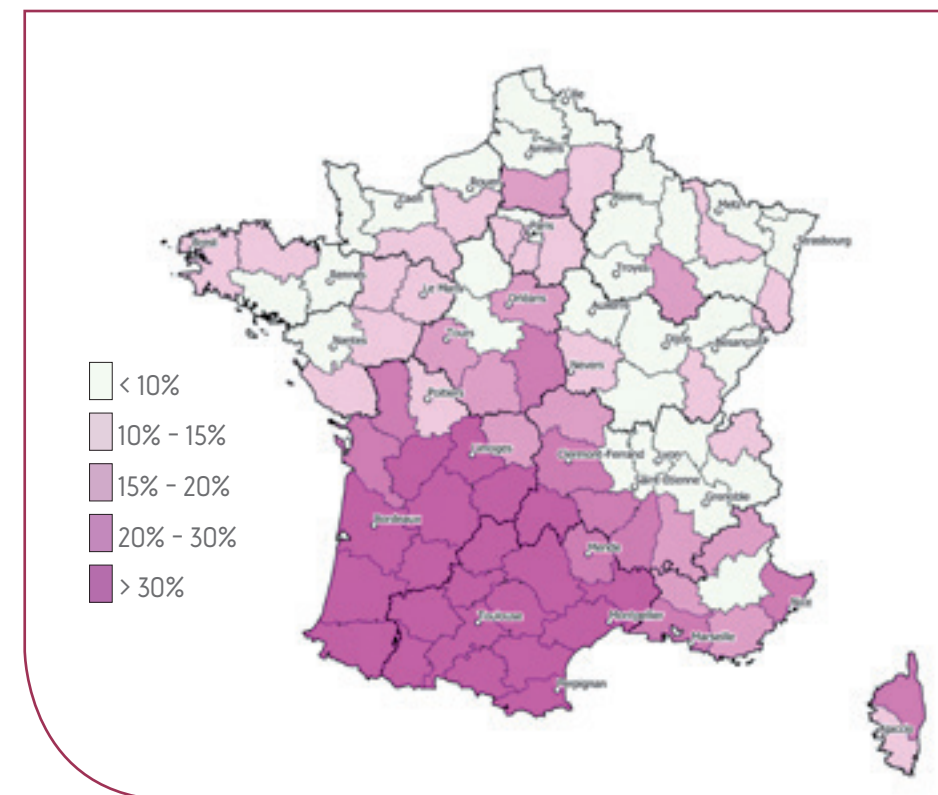 Lille
Amiens
Rouen
Caen
Reims
Metz
Paris
Strasbourg
Brest
Rennes
Troyes
Le Mans
Orléans
Auxerre
Nantes
Tours
Dijon
Besançon
Nevers
Poitiers
< 10%
10% - 15%
15% - 20%
20% - 30%
> 30%
Limoges
Clermont-Ferrand
Lyon
Saint-Etienne
Grenoble
Bordeaux
Mende
Toulouse
Montpellier
Nice
Marseille
Perpignan
Ajaccio